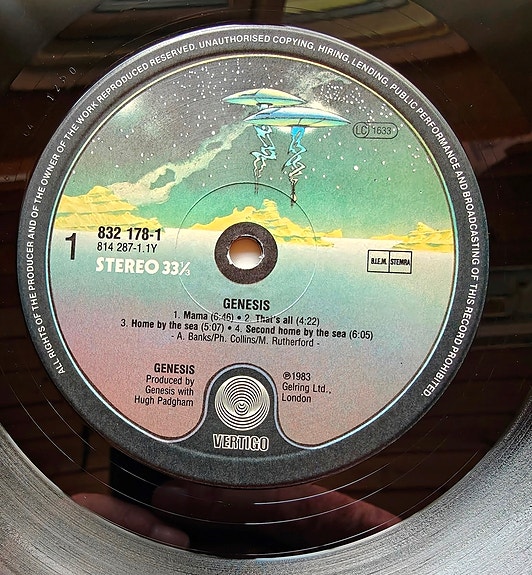 ALL RIGHTS OF THE PRODUCER AND OF THE OWNER OF THE WORK REPRODUCED RESERVED. UNAUTHORISED COPYING, HIRING, LENDING, PUBLIC PERFORMANCE AND BROADCASTING OF THIS RECORD PROHIBITED.
LC 1633
1
832 178-1
814 287-1.1Y
STEREO 33⅓
B.I.E.M. STEMRA
GENESIS
1. Mama (6:46) • 2. That's all (4:22)
3. Home by the sea (5:07) • 4. Second home by the sea (6:05)
- A. Banks/Ph. Collins/M. Rutherford -
GENESIS
Produced by
Genesis with
Hugh Padgham
℗1983
Gelring Ltd.,
London
VERTIGO